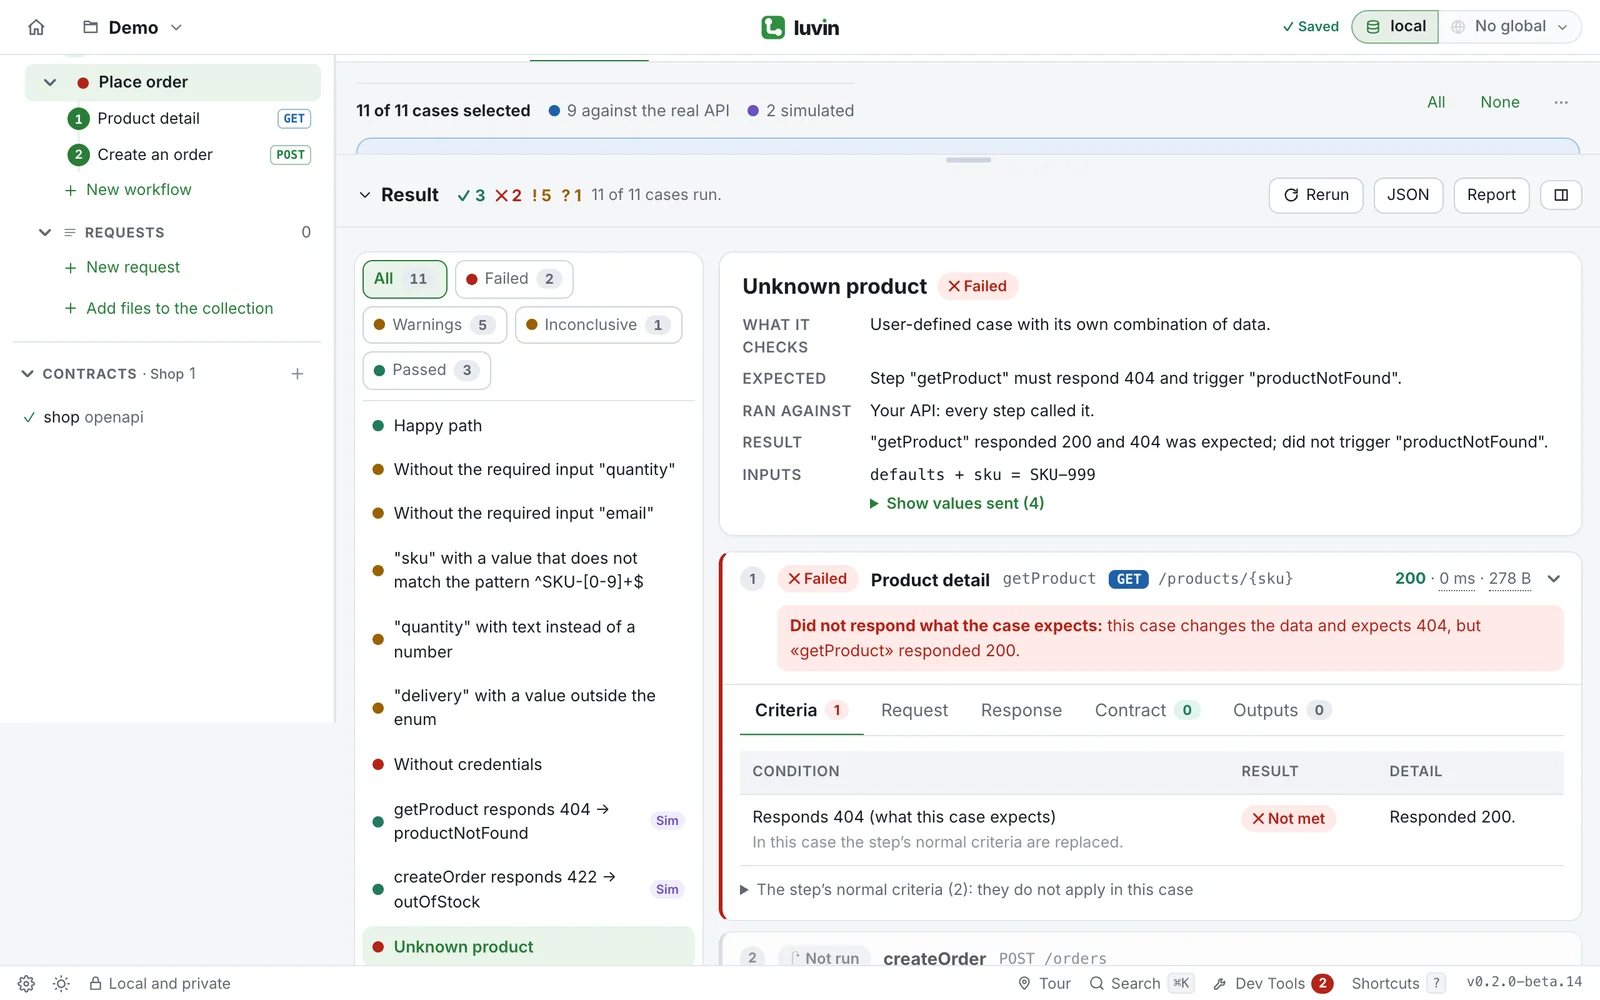 Demo
luvin
Saved
local
No global
Place order
1 Product detail GET
2 Create an order POST
+ New workflow
REQUESTS 0
+ New request
+ Add files to the collection
CONTRACTS · Shop 1 +
shop openapi
11 of 11 cases selected 9 against the real API 2 simulated
All None ···
Result ✓3 ✕2 !5 ?1 11 of 11 cases run.
Rerun JSON Report
All 11 Failed 2
Warnings 5 Inconclusive 1
Passed 3
Happy path
Without the required input "quantity"
Without the required input "email"
"sku" with a value that does not
match the pattern ^SKU-[0-9]+$
"quantity" with text instead of a
number
"delivery" with a value outside the
enum
Without credentials
getProduct responds 404 →
productNotFound
Sim
createOrder responds 422 →
outOfStock
Sim
Unknown product
Unknown product ✕ Failed
WHAT IT
CHECKS
User-defined case with its own combination of data.
EXPECTED Step "getProduct" must respond 404 and trigger "productNotFound".
RAN AGAINST Your API: every step called it.
RESULT "getProduct" responded 200 and 404 was expected; did not trigger "productNotFound".
INPUTS defaults + sku = SKU-999
Show values sent (4)
1 ✕ Failed Product detail getProduct GET /products/{sku} 200 · 0 ms · 278 B
Did not respond what the case expects: this case changes the data and expects 404, but
«getProduct» responded 200.
Criteria 1 Request Response Contract 0 Outputs 0
CONDITION RESULT DETAIL
Responds 404 (what this case expects) ✕ Not met Responded 200.
In this case the step's normal criteria are replaced.
The step's normal criteria (2): they do not apply in this case
2 Not run createOrder POST /orders
Local and private
Tour Search ⌘K Dev Tools 2 Shortcuts ? v0.2.0-beta.14